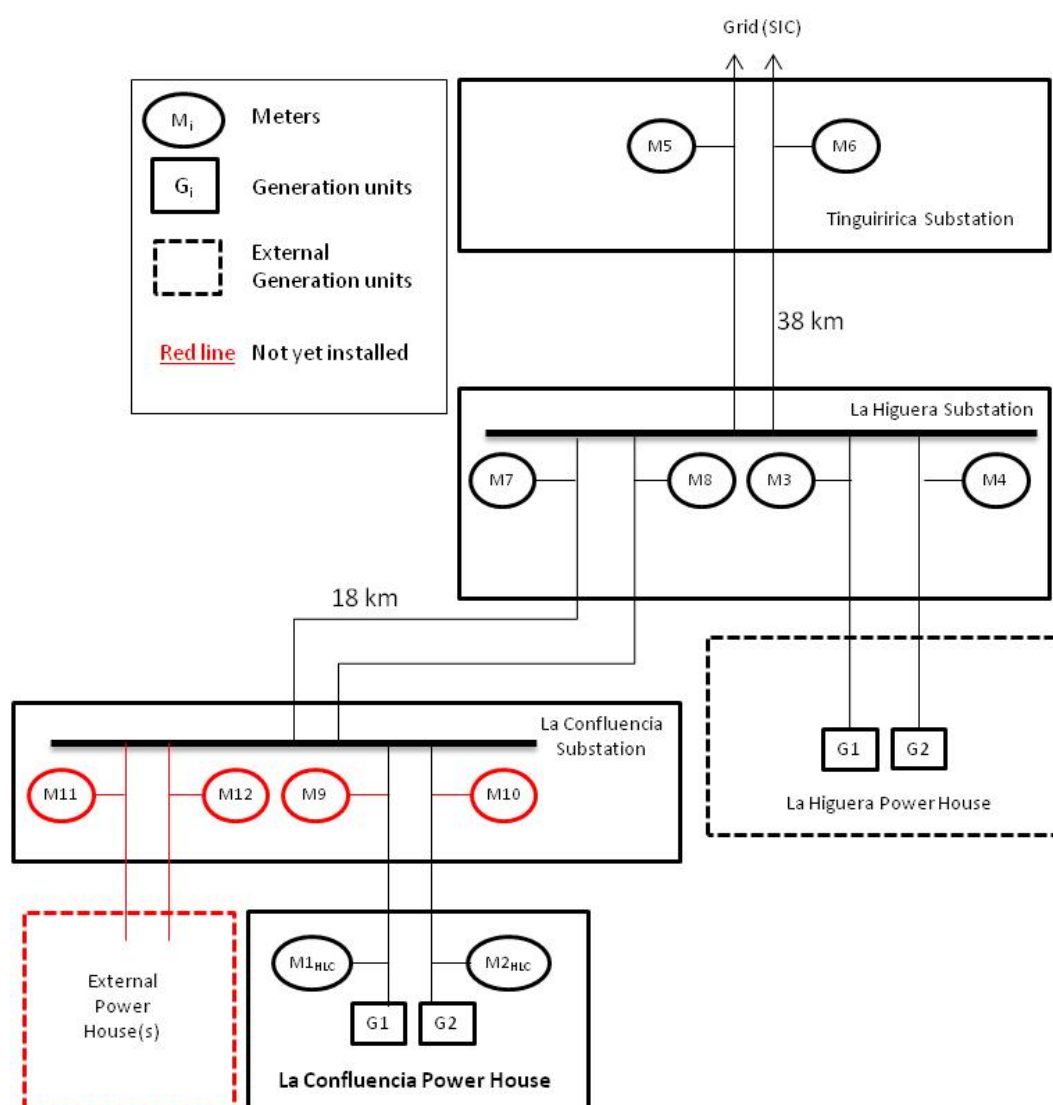 Grid (SIC)
M_i Meters
G_i Generation units
External
Generation units
Red line Not yet installed
M5
M6
Tinguiririca Substation
38 km
La Higuera Substation
M7
M8
M3
M4
18 km
La Confluencia
Substation
M11
M12
M9
M10
G1
G2
La Higuera Power House
External
Power
House(s)
M1HLC
M2HLC
G1
G2
La Confluencia Power House